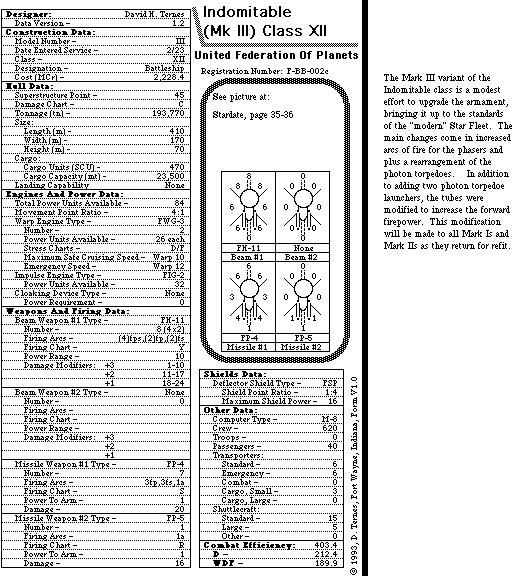 Designer: David H. Ternes
Data Version – 1.2
Construction Data:
Model Number – III
Date Entered Service – 2/23
Class – XII
Designation – Battleship
Cost (MCr) – 2,228.4
Hull Data:
Superstructure Point – 45
Damage Chart – C
Tonnage (tn) – 193,770
Size:
Length (m) – 410
Width (m) – 170
Height (m) – 70
Cargo:
Cargo Units (SCU) – 470
Cargo Capacity (mt) – 23,500
Landing Capability None
Engines And Power Data:
Total Power Units Available – 84
Movement Point Ratio – 4:1
Warp Engine Type – FWG-3
Number – 2
Power Units Available – 26 each
Stress Charts – D/F
Maximum Safe Cruising Speed – Warp 10
Emergency Speed – Warp 12
Impulse Engine Type – FIG-2
Power Units Available – 32
Cloaking Device Type – None
Power Requirement – 0
Weapons And Firing Data:
Beam Weapon #1 Type – FH-11
Number – 8 (4x2)
Firing Arcs – (4)fps,(2)fp,(2)fs
Firing Chart – Y
Power Range – 10
Damage Modifiers: +3 1-10
+2 11-17
+1 18-24
Beam Weapon #2 Type – None
Number – 0
Firing Arcs –
Firing Chart –
Power Range –
Damage Modifiers: +3
+2
+1
Missile Weapon #1 Type – FP-4
Number – 7
Firing Arcs – 3fp,3fs,1a
Firing Chart – S
Power To Arm – 1
Damage – 20
Missile Weapon #2 Type – FP-5
Number – 1
Firing Arcs – 1a
Firing Chart – R
Power To Arm – 1
Damage – 16
Indomitable
(Mk III) Class XII
United Federation Of Planets
Registration Number: F-BB-002c
See picture at:
Stardate, page 35-36
FH-11 None
Beam #1 Beam #2
FP-4 FP-5
Missile #1 Missile #2
Shields Data:
Deflector Shield Type – FSP
Shield Point Ratio – 1:4
Maximum Shield Power – 16
Other Data:
Computer Type – M-6
Crew – 620
Troops – 0
Passengers – 40
Transporters:
Standard – 6
Emergency – 6
Combat – 0
Cargo, Small – 3
Cargo, Large – 0
Shuttlecraft:
Standard – 15
Large – 5
Other – 0
Combat Efficiency: 403.4
D – 212.4
WDF – 189.9
© 1993, D. Ternes, Fort Wayne, Indiana, Form V1.0
The Mark III variant of the
Indomitable class is a modest
effort to upgrade the armament,
bringing it up to the standards
of the "modern" Star Fleet. The
main changes come in increased
arcs of fire for the phasers and
plus a rearrangement of the
photon torpedoes. In addition
to adding two photon torpedoe
launchers, the tubes were
modified to increase the forward
firepower. This modification
will be made to all Mark Is and
Mark IIs as they return for refit.